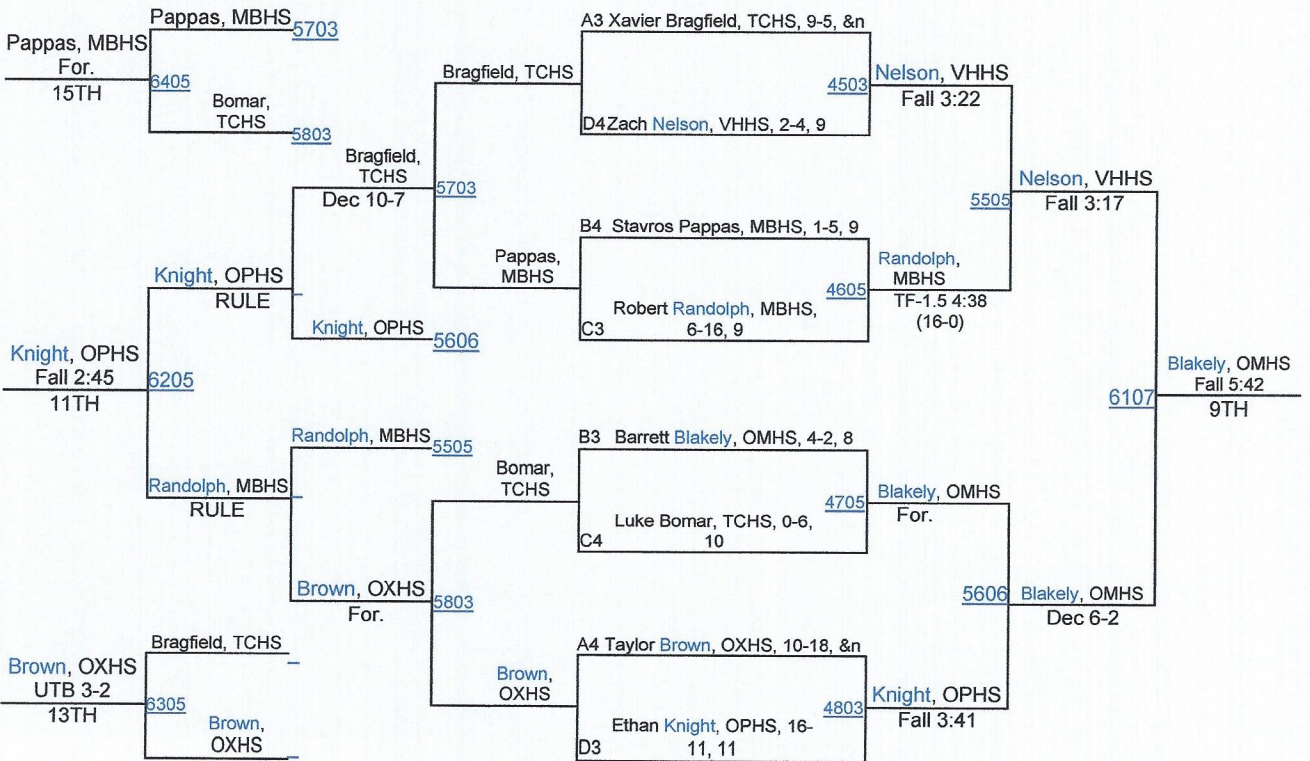 Pappas, MBHS
5703
Pappas, MBHS
For.
15TH
6405
Bomar,
TCHS
5803
Bragfield,
TCHS
Dec 10-7
5703
Bragfield, TCHS
Pappas,
MBHS
Knight, OPHS
RULE
Knight, OPHS
5606
Knight, OPHS
Fall 2:45
11TH
6205
Randolph, MBHS
5505
Randolph, MBHS
RULE
Brown, OXHS
For.
5803
Bomar,
TCHS
Brown,
OXHS
Bragfield, TCHS
Brown, OXHS
UTB 3-2
13TH
6305
Brown,
OXHS
A3 Xavier Bragfield, TCHS, 9-5, &n
4503
D4 Zach Nelson, VHHS, 2-4, 9
Nelson, VHHS
Fall 3:22
B4 Stavros Pappas, MBHS, 1-5, 9
4605
Robert Randolph, MBHS,
C3 6-16, 9
Randolph,
MBHS
TF-1.5 4:38
(16-0)
5505
Nelson, VHHS
Fall 3:17
B3 Barrett Blakely, OMHS, 4-2, 8
4705
Luke Bomar, TCHS, 0-6,
C4 10
Blakely, OMHS
For.
A4 Taylor Brown, OXHS, 10-18, &n
4803
Ethan Knight, OPHS, 16-
D3 11, 11
Knight, OPHS
Fall 3:41
5606
Blakely, OMHS
Dec 6-2
6107
Blakely, OMHS
Fall 5:42
9TH